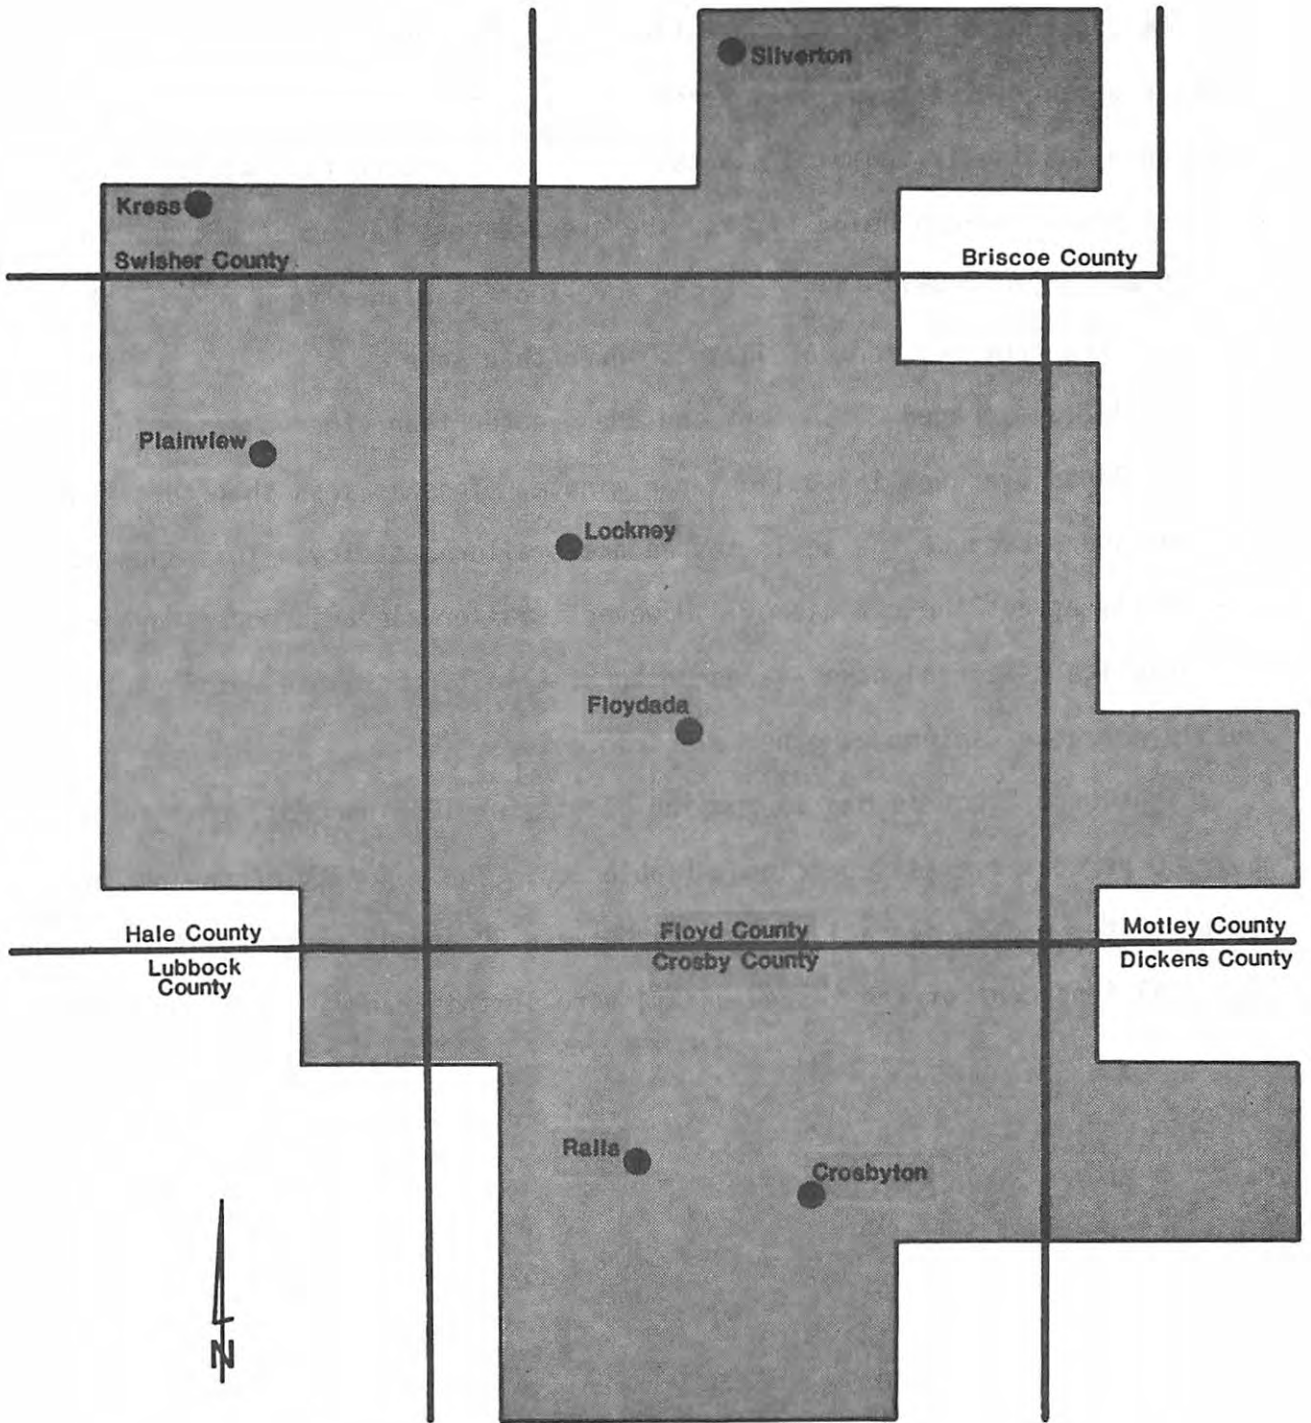 Silverton
Kress
Swisher County
Briscoe County
Plainview
Lockney
Floydada
Hale County
Floyd County
Motley County
Lubbock
County
Crosby County
Dickens County
Ralls
Crosbyton
N